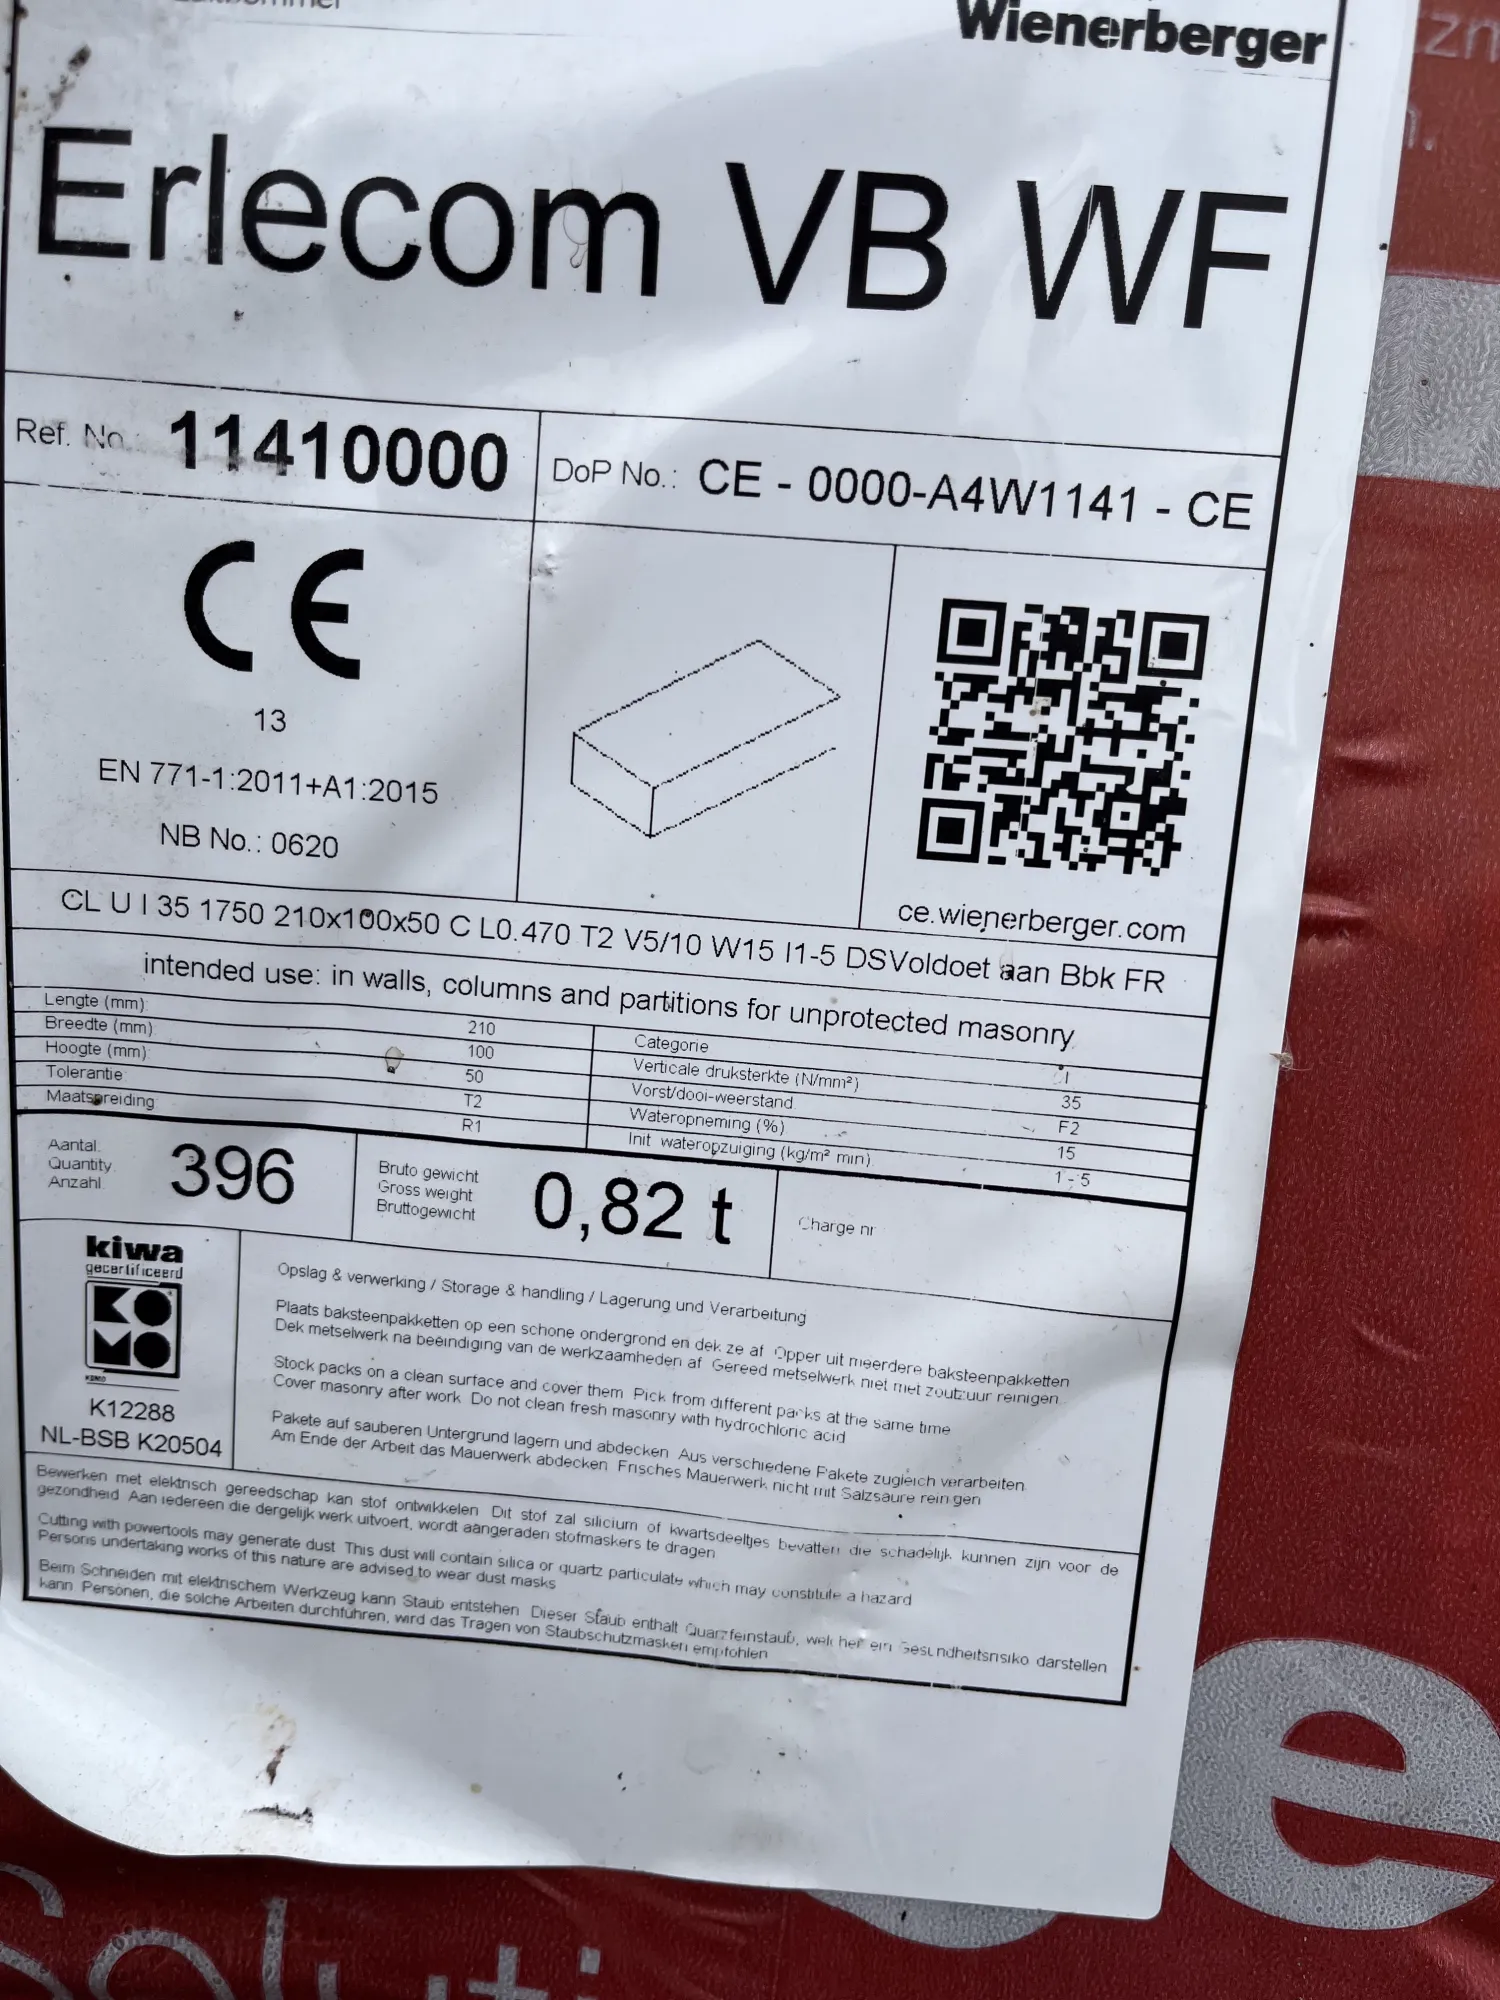 Wienerberger
Erlecom VB WF
Ref. No.: 11410000
DoP No.: CE - 0000-A4W1141 - CE
CE
13
EN 771-1:2011+A1:2015
NB No.: 0620
ce.wienerberger.com
CL U I 35 1750 210x100x50 C L0.470 T2 V5/10 W15 I1-5 DSVoldoet aan Bbk FR
intended use: in walls, columns and partitions for unprotected masonry
Lengte (mm): 210
Breedte (mm): 100
Hoogte (mm): 50
Tolerantie: T2
Maatspreiding: R1
Categorie I
Verticale druksterkte (N/mm²) 35
Vorst/dooi-weerstand F2
Wateropneming (%) 15
Init. wateropzuiging (kg/m² min) 1 - 5
Aantal:
Quantity:
Anzahl:
396
Bruto gewicht
Gross weight
Bruttogewicht
0,82 t
Charge nr
kiwa
gecertificeerd
KO
MO
K12288
NL-BSB K20504
Opslag & verwerking / Storage & handling / Lagerung und Verarbeitung
Plaats baksteenpakketten op een schone ondergrond en dek ze af. Opper uit meerdere baksteenpakketten
Dek metselwerk na beëindiging van de werkzaamheden af. Gereed metselwerk niet met zoutzuur reinigen.
Stock packs on a clean surface and cover them. Pick from different packs at the same time
Cover masonry after work. Do not clean fresh masonry with hydrochloric acid
Pakete auf sauberen Untergrund lagern und abdecken. Aus verschiedene Pakete zugleich verarbeiten
Am Ende der Arbeit das Mauerwerk abdecken. Frisches Mauerwerk nicht mit Salzsäure reinigen
Bewerken met elektrisch gereedschap kan stof ontwikkelen. Dit stof zal silicium of kwartsdeeltjes bevatten die schadelijk kunnen zijn voor de
gezondheid. Aan iedereen die dergelijk werk uitvoert, wordt aangeraden stofmaskers te dragen
Cutting with powertools may generate dust. This dust will contain silica or quartz particulate which may constitute a hazard
Persons undertaking works of this nature are advised to wear dust masks
Beim Schneiden mit elektrischem Werkzeug kann Staub entstehen. Dieser Staub enthalt Quarzfeinstaub, welcher ein Gesundheitsrisiko darstellen
kann. Personen, die solche Arbeiten durchführen, wird das Tragen von Staubschutzmasken empfohlen